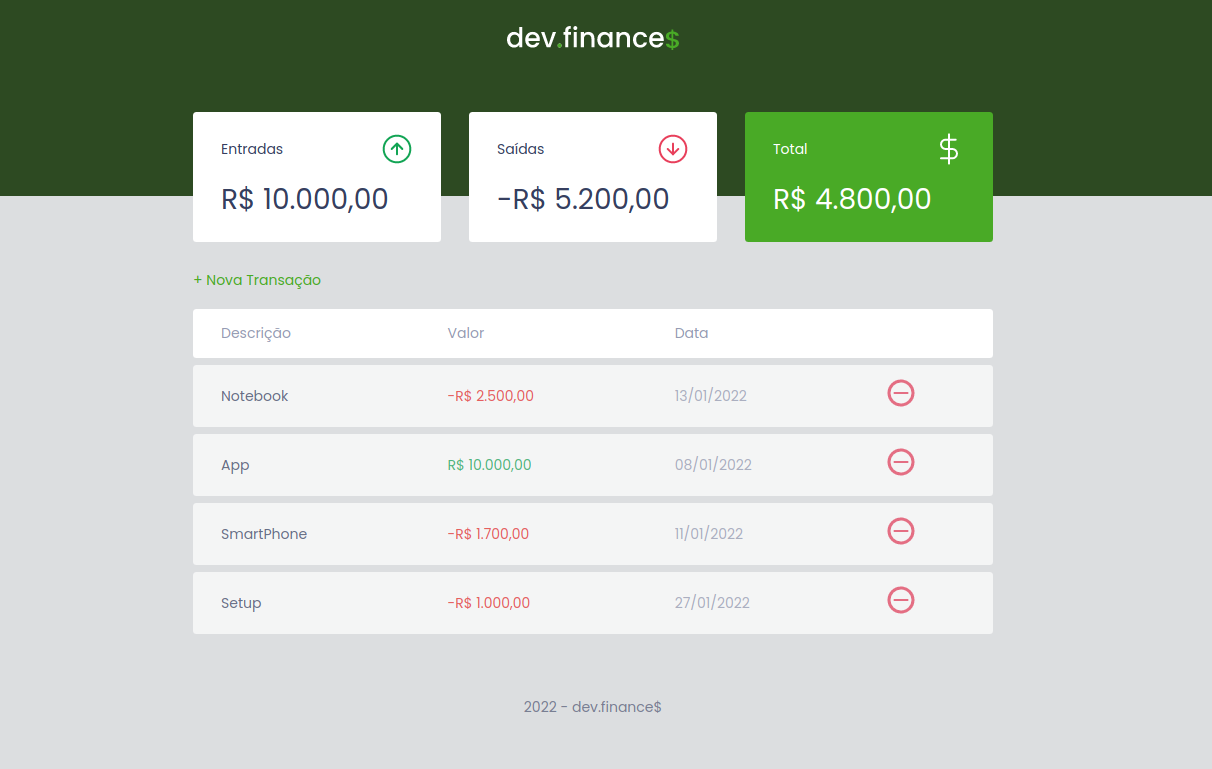 dev.finance$
Entradas
R$ 10.000,00
Saídas
-R$ 5.200,00
Total
$
R$ 4.800,00
+ Nova Transação
Descrição Valor Data
Notebook -R$ 2.500,00 13/01/2022
App R$ 10.000,00 08/01/2022
SmartPhone -R$ 1.700,00 11/01/2022
Setup -R$ 1.000,00 27/01/2022
2022 - dev.finance$